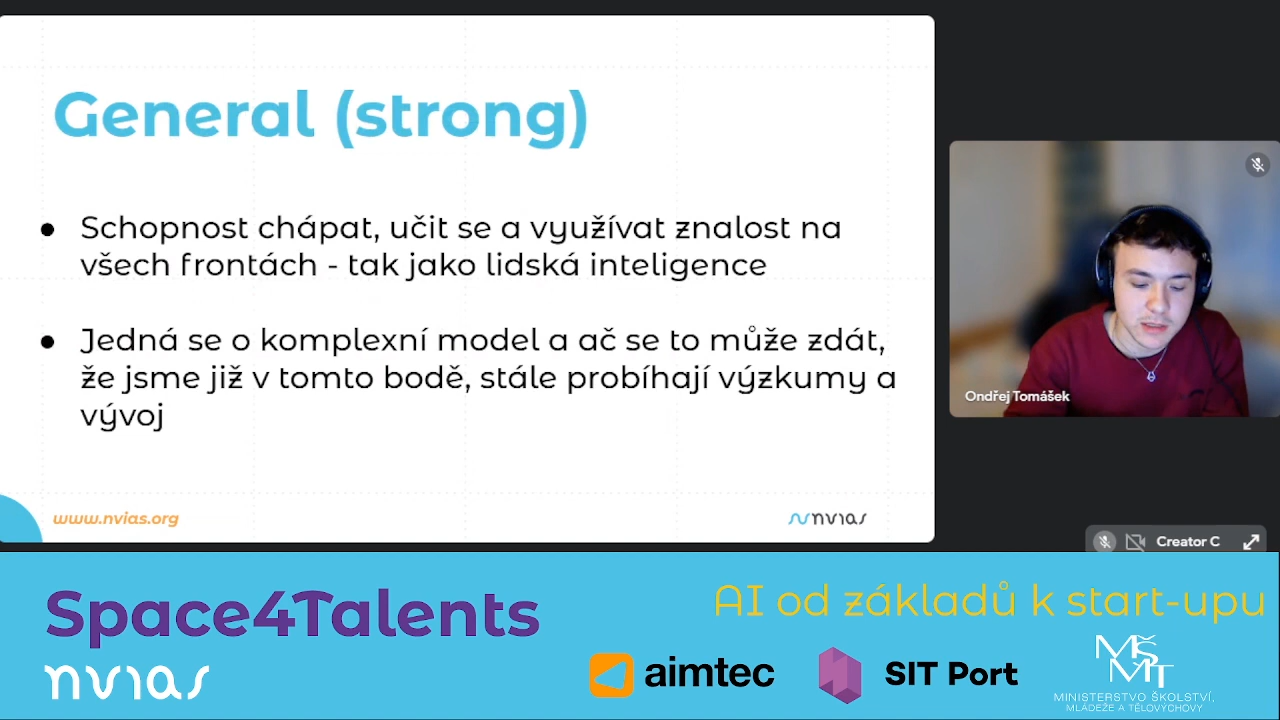 General (strong)
● Schopnost chápat, učit se a využívat znalost na
všech frontách - tak jako lidská inteligence
● Jedná se o komplexní model a ač se to může zdát,
že jsme již v tomto bodě, stále probíhají výzkumy a
vývoj
www.nvias.org
nvias
Ondřej Tomášek
Creator C
Space4Talents
AI od základů k start-upu
nvias
aimtec
SIT Port
MŠMT
MINISTERSTVO ŠKOLSTVÍ,
MLÁDEŽE A TĚLOVÝCHOVY